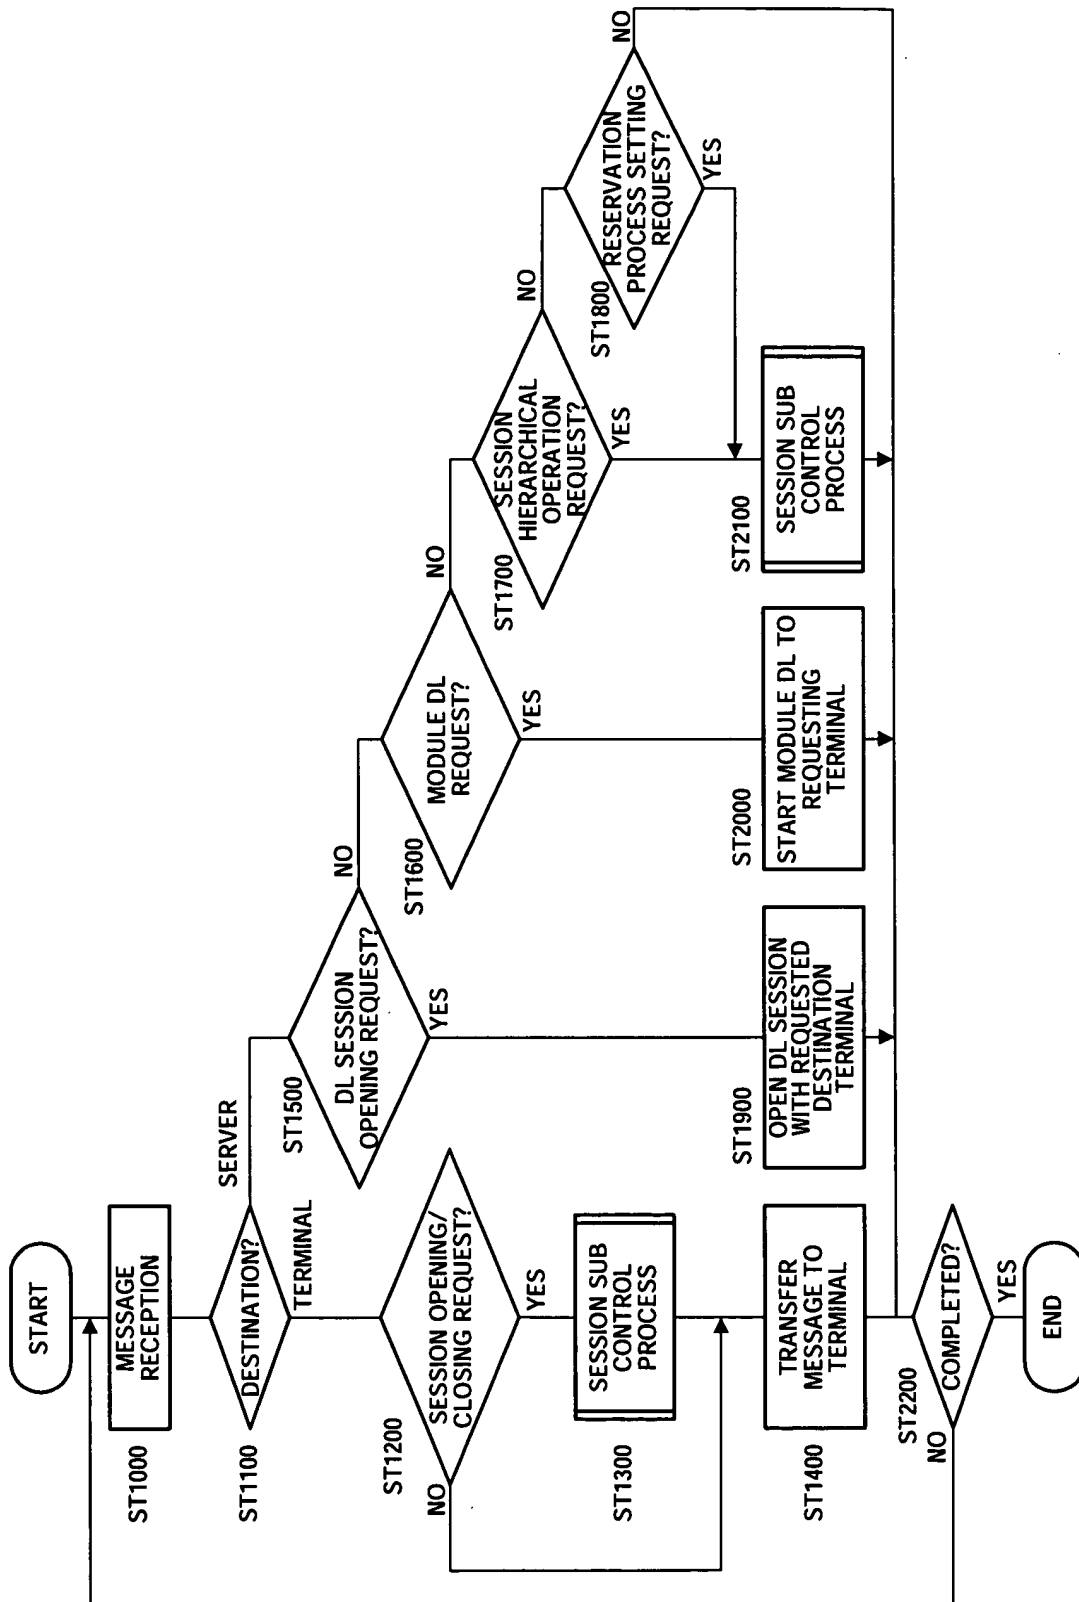 START
MESSAGE
RECEPTION
ST1000
DESTINATION?
ST1100
SERVER
TERMINAL
SESSION OPENING/
CLOSING REQUEST?
ST1200
NO
YES
SESSION SUB
CONTROL
PROCESS
ST1300
TRANSFER
MESSAGE TO
TERMINAL
ST1400
DL SESSION
OPENING REQUEST?
ST1500
NO
YES
MODULE DL
REQUEST?
ST1600
NO
YES
SESSION
HIERARCHICAL
OPERATION
REQUEST?
ST1700
NO
YES
RESERVATION
PROCESS SETTING
REQUEST?
ST1800
NO
YES
OPEN DL SESSION
WITH REQUESTED
DESTINATION
TERMINAL
ST1900
START MODULE DL TO
REQUESTING
TERMINAL
ST2000
SESSION SUB
CONTROL
PROCESS
ST2100
COMPLETED?
ST2200
NO
YES
END